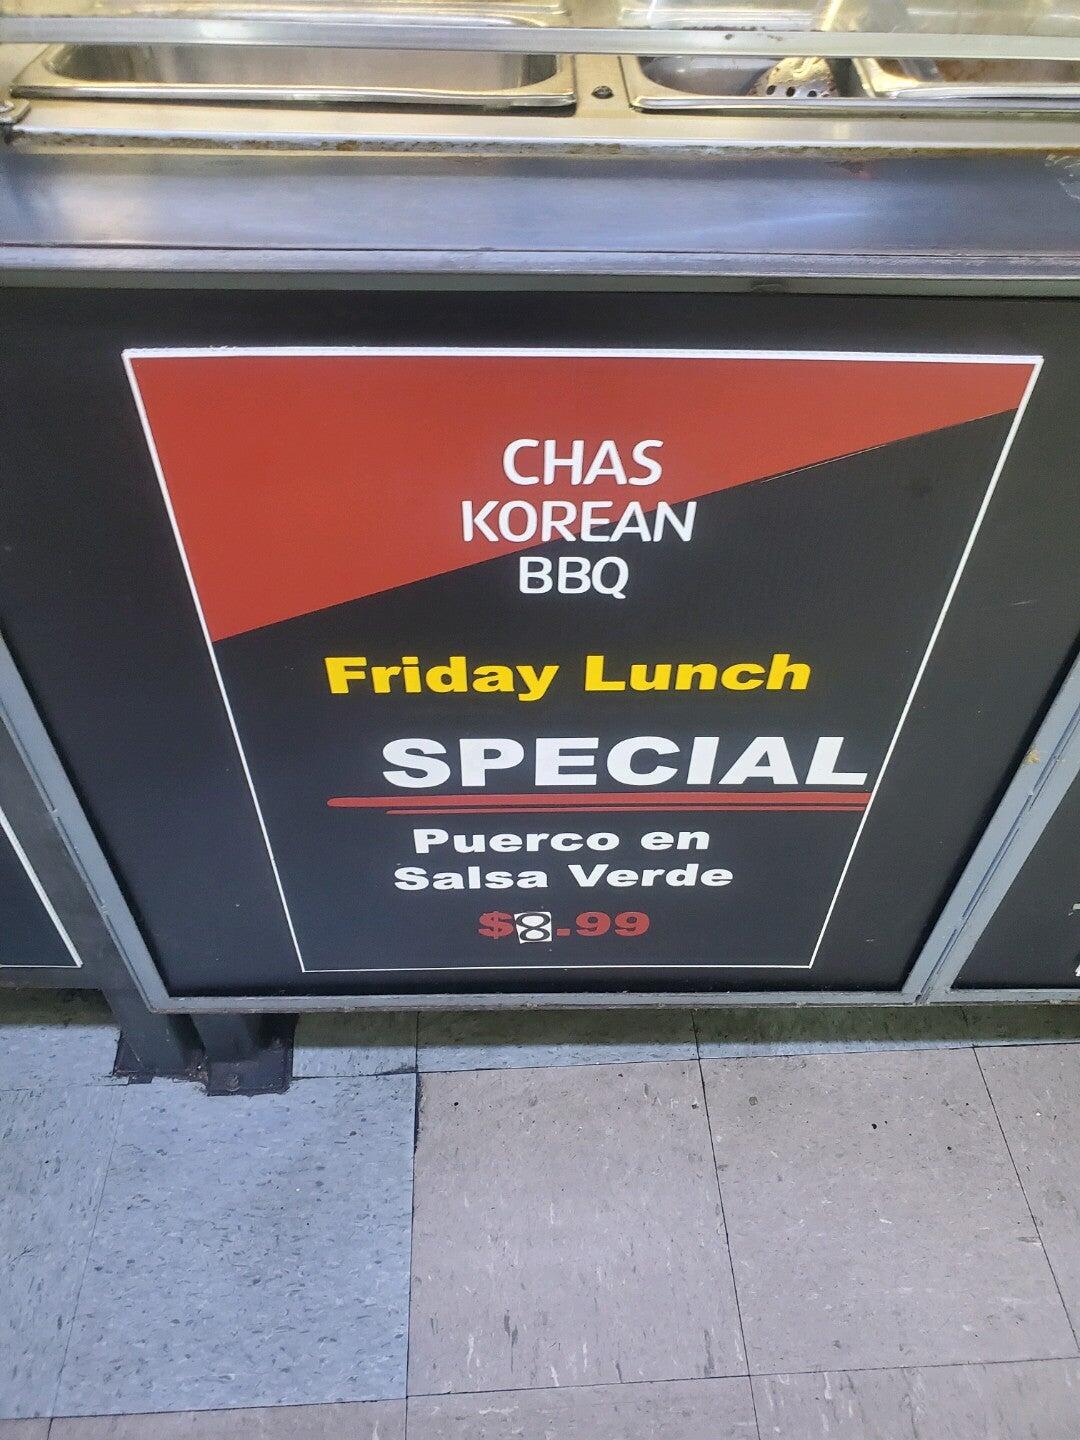 CHAS
KOREAN
BBQ
Friday Lunch
SPECIAL
Puerco en
Salsa Verde
$8.99